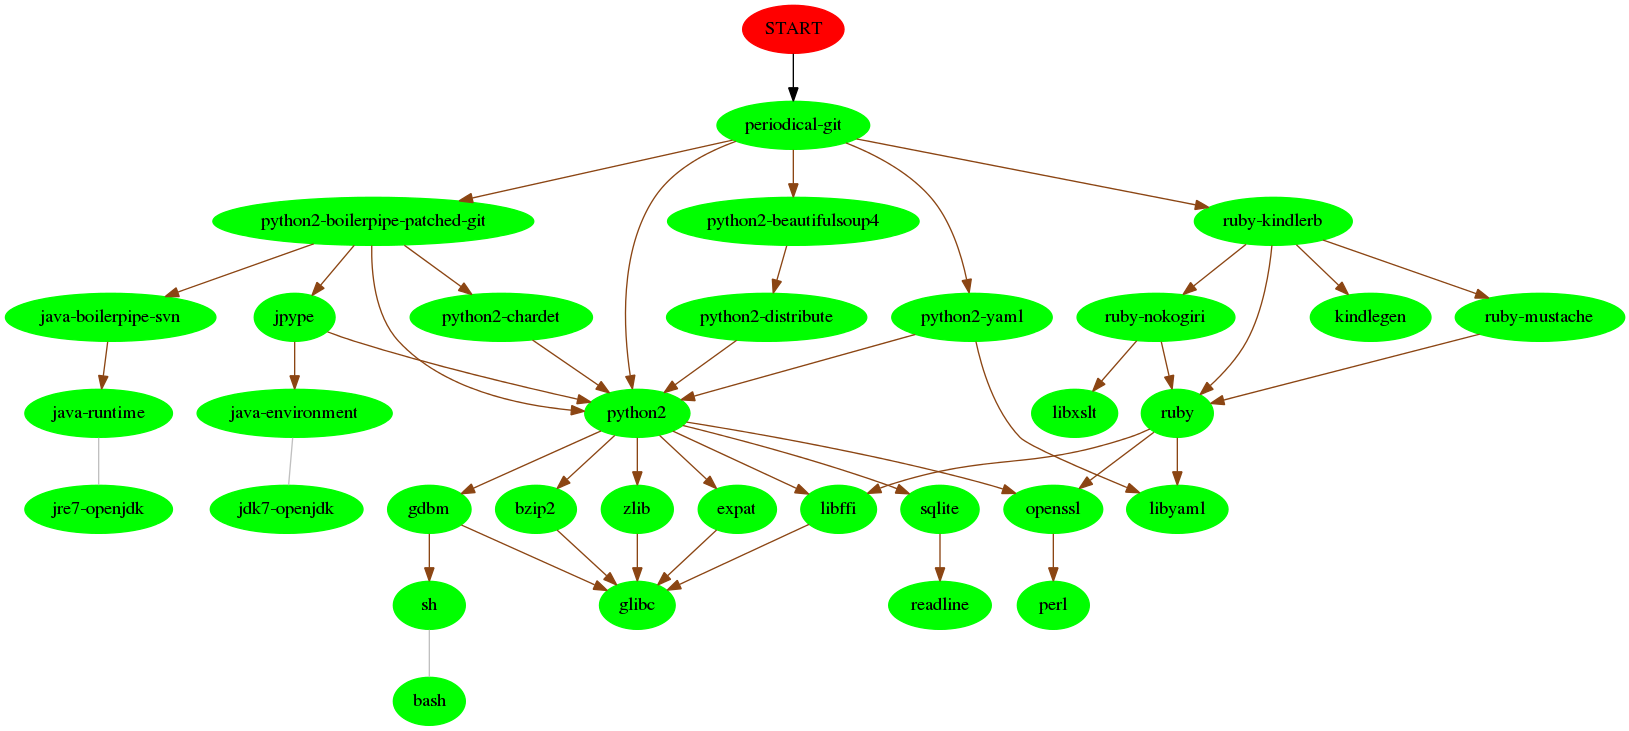 START
periodical-git
python2-boilerpipe-patched-git
python2-beautifulsoup4
ruby-kindlerb
java-boilerpipe-svn
jpype
python2-chardet
python2-distribute
python2-yaml
ruby-nokogiri
kindlegen
ruby-mustache
java-runtime
java-environment
python2
libxslt
ruby
jre7-openjdk
jdk7-openjdk
gdbm
bzip2
zlib
expat
libffi
sqlite
openssl
libyaml
sh
glibc
readline
perl
bash